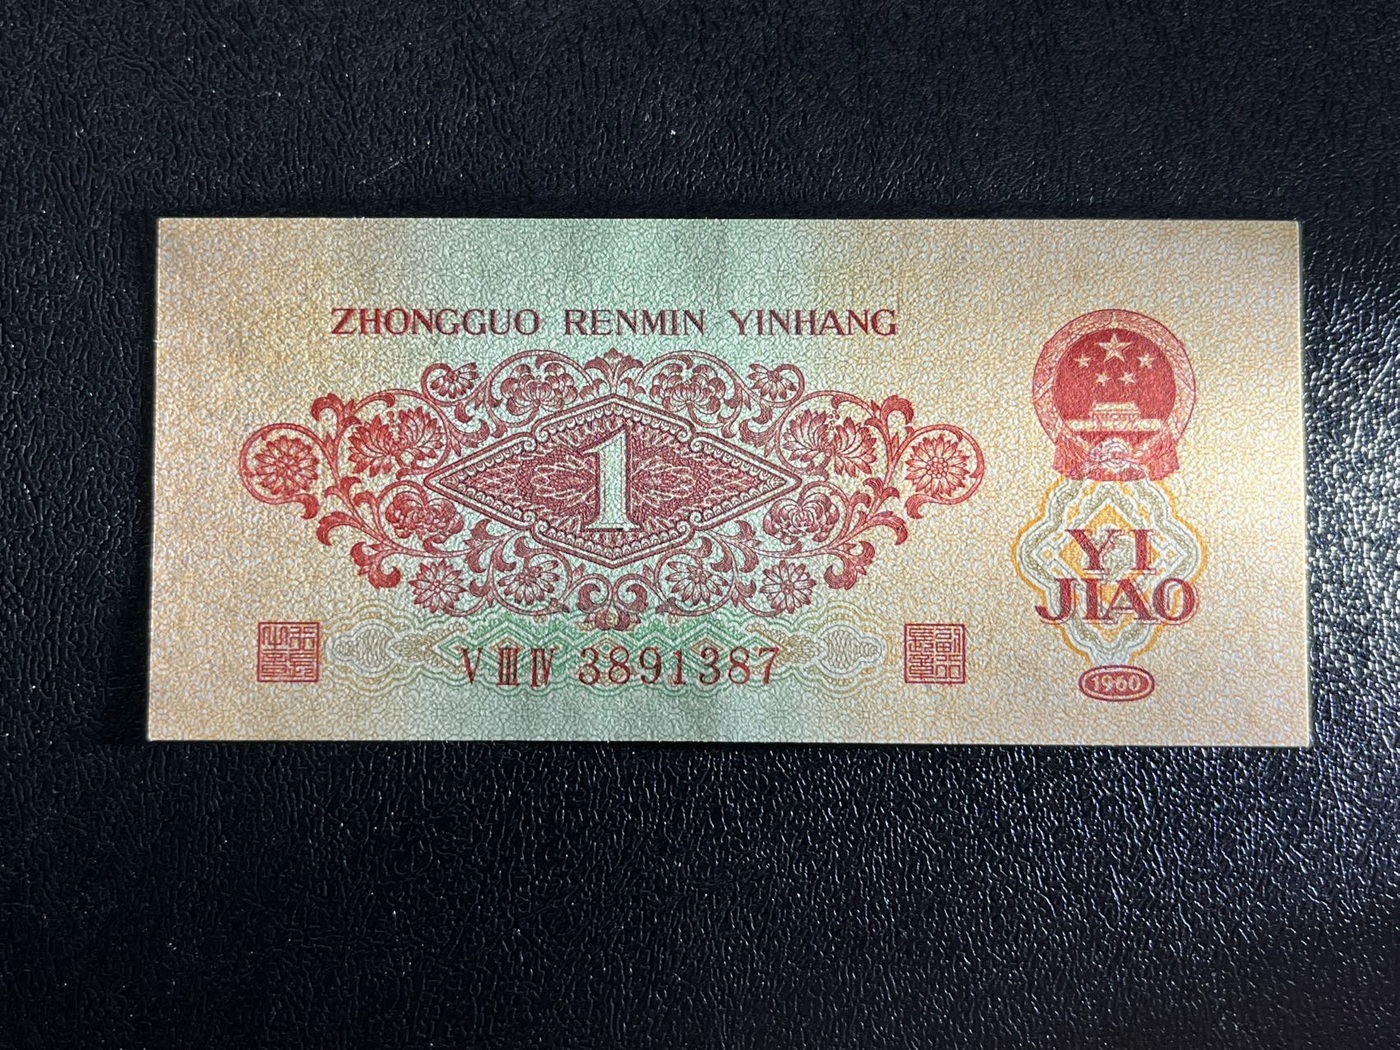 ZHONGGUO RENMIN YINHANG
1
YI
JIAO
V III IV 3891387
1960